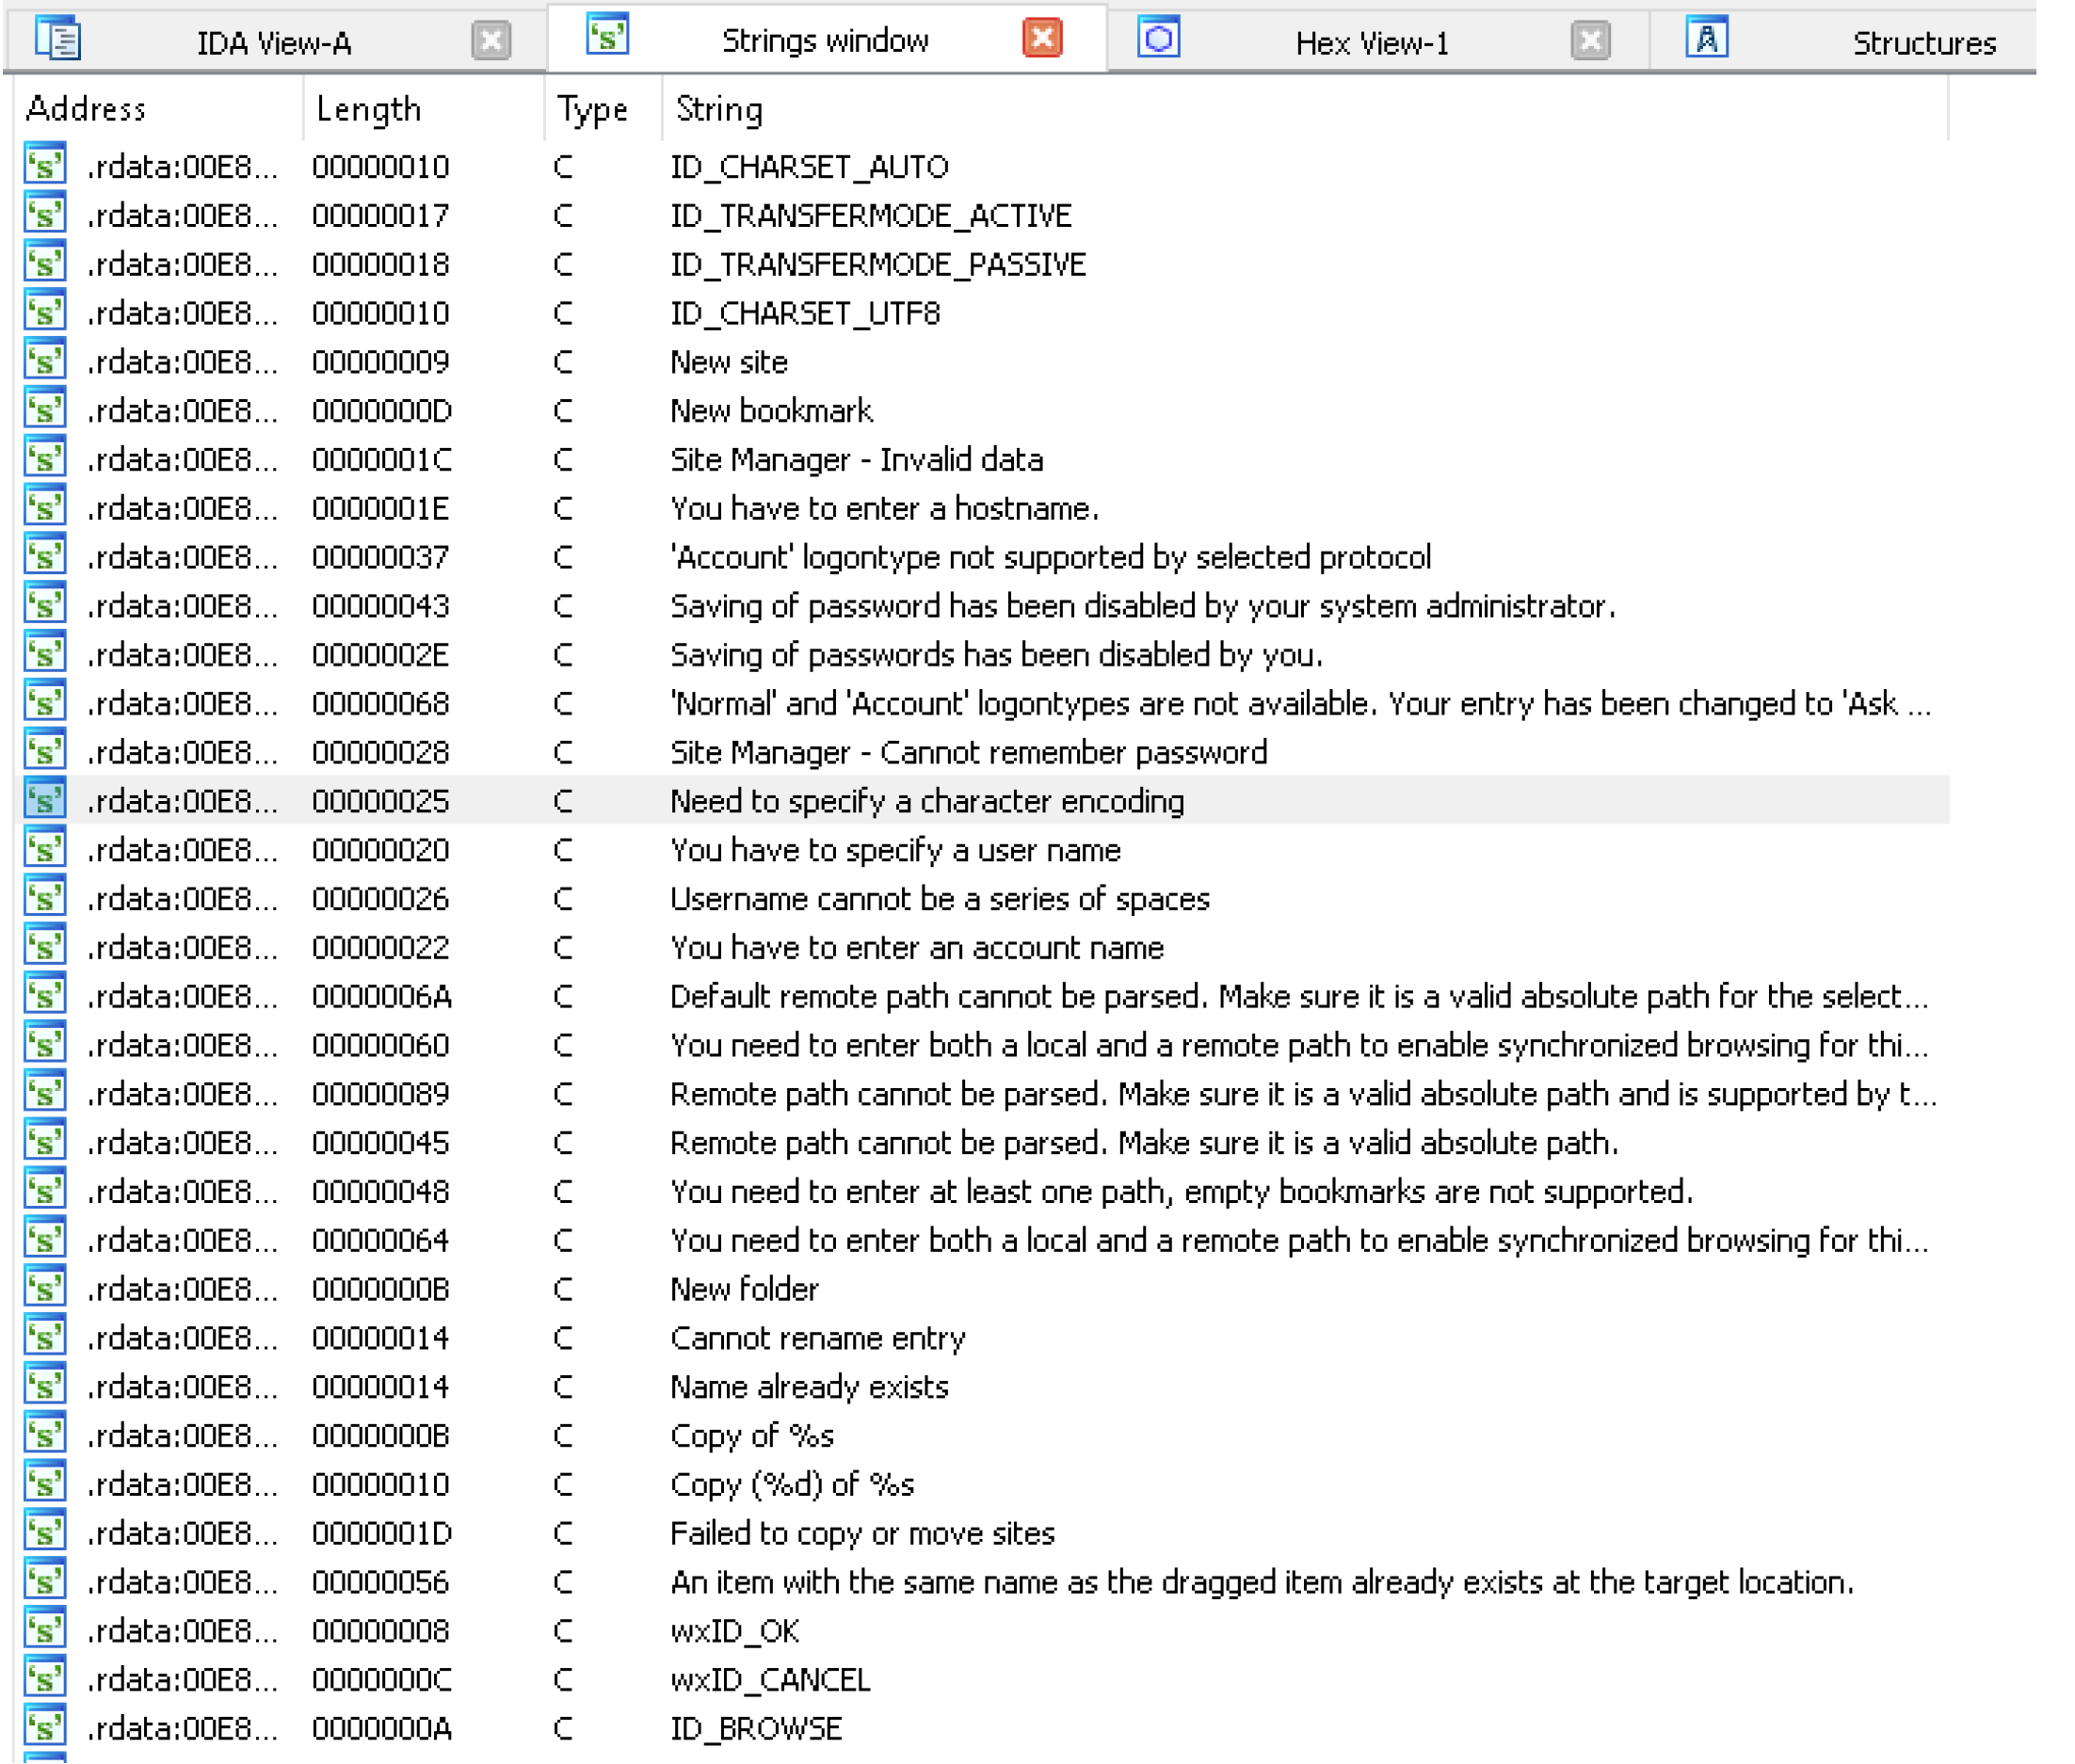 IDA View-A Strings window Hex View-1 Structures
Address Length Type String
.rdata:00E8... 00000010 C ID_CHARSET_AUTO
.rdata:00E8... 00000017 C ID_TRANSFERMODE_ACTIVE
.rdata:00E8... 00000018 C ID_TRANSFERMODE_PASSIVE
.rdata:00E8... 00000010 C ID_CHARSET_UTF8
.rdata:00E8... 00000009 C New site
.rdata:00E8... 0000000D C New bookmark
.rdata:00E8... 0000001C C Site Manager - Invalid data
.rdata:00E8... 0000001E C You have to enter a hostname.
.rdata:00E8... 00000037 C 'Account' logontype not supported by selected protocol
.rdata:00E8... 00000043 C Saving of password has been disabled by your system administrator.
.rdata:00E8... 0000002E C Saving of passwords has been disabled by you.
.rdata:00E8... 00000068 C 'Normal' and 'Account' logontypes are not available. Your entry has been changed to 'Ask ...
.rdata:00E8... 00000028 C Site Manager - Cannot remember password
.rdata:00E8... 00000025 C Need to specify a character encoding
.rdata:00E8... 00000020 C You have to specify a user name
.rdata:00E8... 00000026 C Username cannot be a series of spaces
.rdata:00E8... 00000022 C You have to enter an account name
.rdata:00E8... 0000006A C Default remote path cannot be parsed. Make sure it is a valid absolute path for the select...
.rdata:00E8... 00000060 C You need to enter both a local and a remote path to enable synchronized browsing for thi...
.rdata:00E8... 00000089 C Remote path cannot be parsed. Make sure it is a valid absolute path and is supported by t...
.rdata:00E8... 00000045 C Remote path cannot be parsed. Make sure it is a valid absolute path.
.rdata:00E8... 00000048 C You need to enter at least one path, empty bookmarks are not supported.
.rdata:00E8... 00000064 C You need to enter both a local and a remote path to enable synchronized browsing for thi...
.rdata:00E8... 0000000B C New folder
.rdata:00E8... 00000014 C Cannot rename entry
.rdata:00E8... 00000014 C Name already exists
.rdata:00E8... 0000000B C Copy of %s
.rdata:00E8... 00000010 C Copy (%d) of %s
.rdata:00E8... 0000001D C Failed to copy or move sites
.rdata:00E8... 00000056 C An item with the same name as the dragged item already exists at the target location.
.rdata:00E8... 00000008 C wxID_OK
.rdata:00E8... 0000000C C wxID_CANCEL
.rdata:00E8... 0000000A C ID_BROWSE